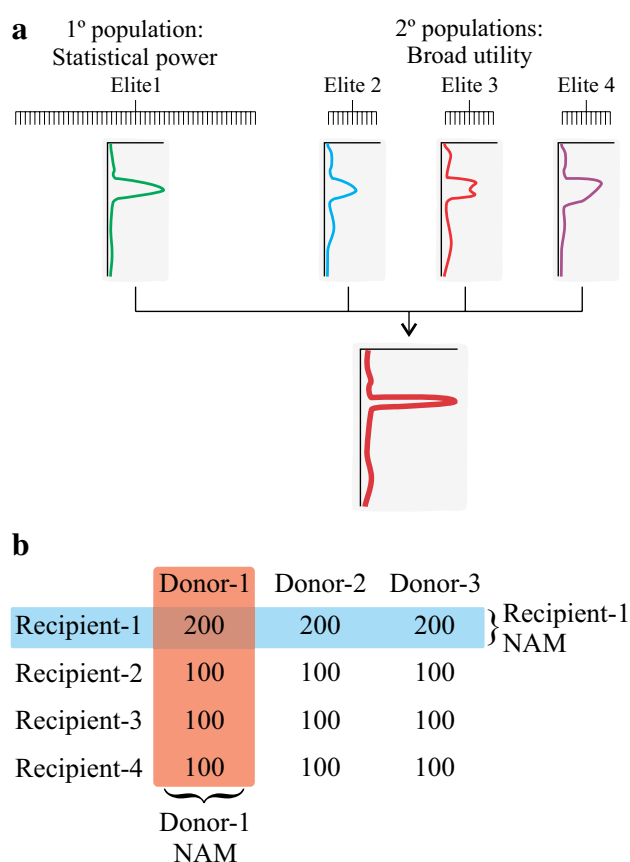 a
1º population:
Statistical power
2º populations:
Broad utility
Elite1
Elite 2
Elite 3
Elite 4
b
Donor-1 Donor-2 Donor-3
Recipient-1 200 200 200 } Recipient-1
NAM
Recipient-2 100 100 100
Recipient-3 100 100 100
Recipient-4 100 100 100
Donor-1
NAM